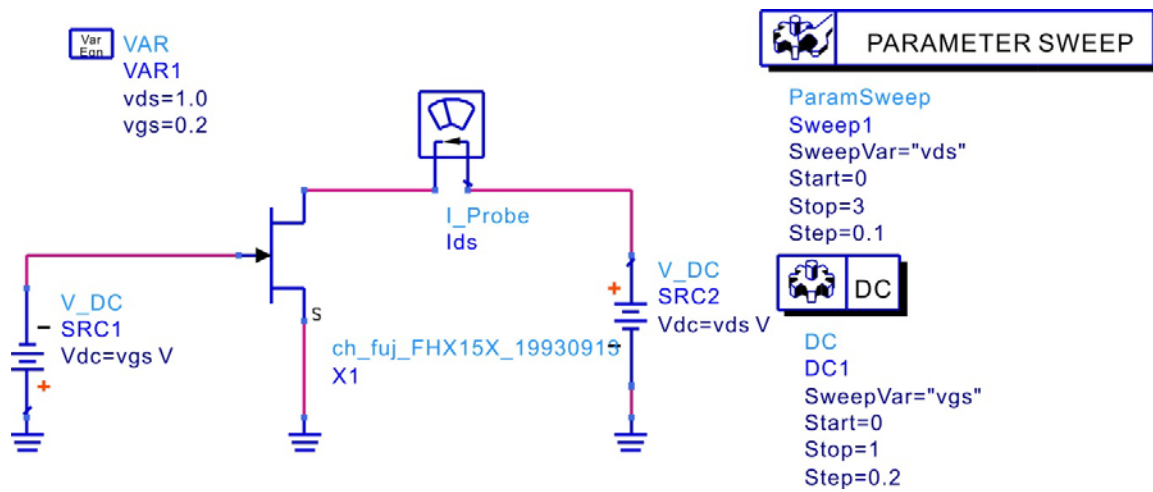 Var
Eqn
VAR
VAR1
vds=1.0
vgs=0.2
I_Probe
Ids
V_DC
SRC1
Vdc=vgs V
-
+
S
ch_fuj_FHX15X_19930913
X1
V_DC
SRC2
Vdc=vds V
+
-
PARAMETER SWEEP
ParamSweep
Sweep1
SweepVar="vds"
Start=0
Stop=3
Step=0.1
DC
DC
DC1
SweepVar="vgs"
Start=0
Stop=1
Step=0.2